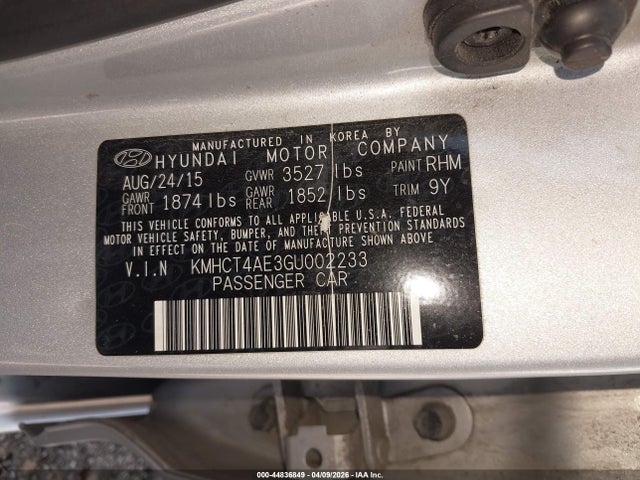 MANUFACTURED IN KOREA BY
HYUNDAI MOTOR COMPANY
AUG/24/15 GVWR 3527 lbs PAINT RHM
GAWR FRONT 1874 lbs GAWR REAR 1852 lbs TRIM 9Y
THIS VEHICLE CONFORMS TO ALL APPLICABLE U.S.A. FEDERAL
MOTOR VEHICLE SAFETY, BUMPER, AND THEFT PREVENTION STANDARDS
IN EFFECT ON THE DATE OF MANUFACTURE SHOWN ABOVE.
V.I.N KMHCT4AE3GU002233
PASSENGER CAR
000-44836849 | 04/09/2026 | IAA Inc.